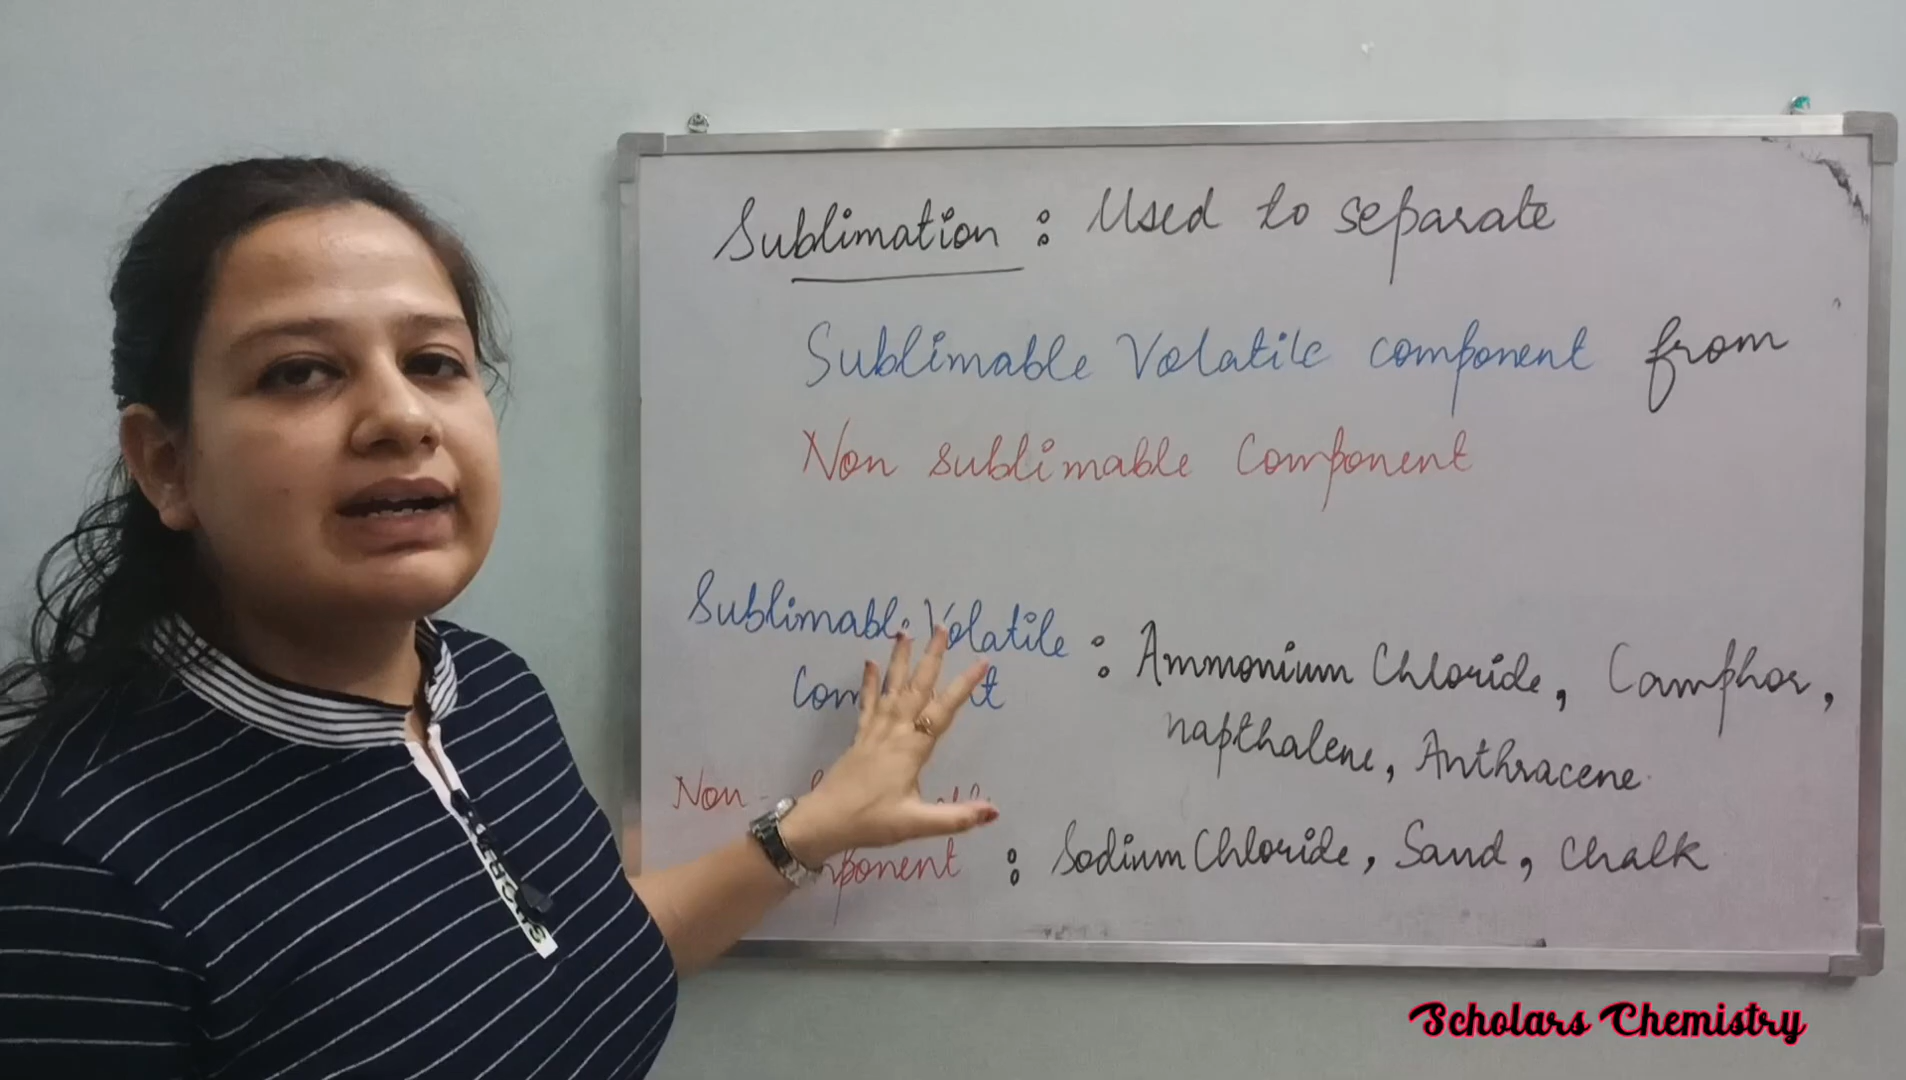 Sublimation : Used to separate
Sublimable Volatile component from
Non sublimable Component
Sublimable Volatile : Ammonium Chloride, Camphor,
napthalene, Anthracene
Non -
: Sodium Chloride, Sand, Chalk
Scholars Chemistry